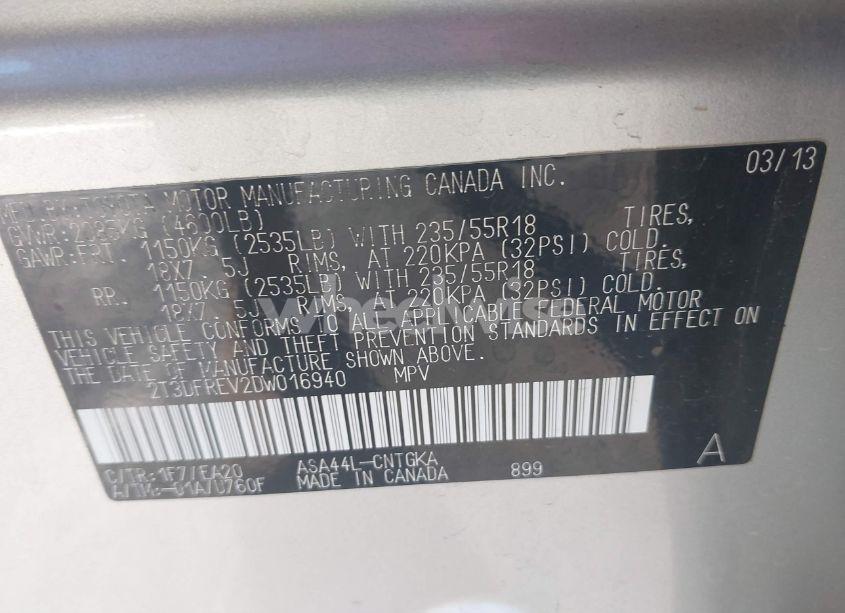 03/13
MFD.BY:TOYOTA MOTOR MANUFACTURING CANADA INC.
GVWR:2085KG (4600LB)
GAWR:FRT. 1150KG (2535LB) WITH 235/55R18 TIRES,
18X7.5J RIMS, AT 220KPA (32PSI) COLD.
RR. 1150KG (2535LB) WITH 235/55R18 TIRES,
18X7.5J RIMS, AT 220KPA (32PSI) COLD.
THIS VEHICLE CONFORMS TO ALL APPLICABLE FEDERAL MOTOR
VEHICLE SAFETY AND THEFT PREVENTION STANDARDS IN EFFECT ON
THE DATE OF MANUFACTURE SHOWN ABOVE.
2T3DFREV2DW016940 MPV
C/TR:1F7/EA20 ASA44L-CNTGKA
A/TM:-01A/U760F MADE IN CANADA 899 A